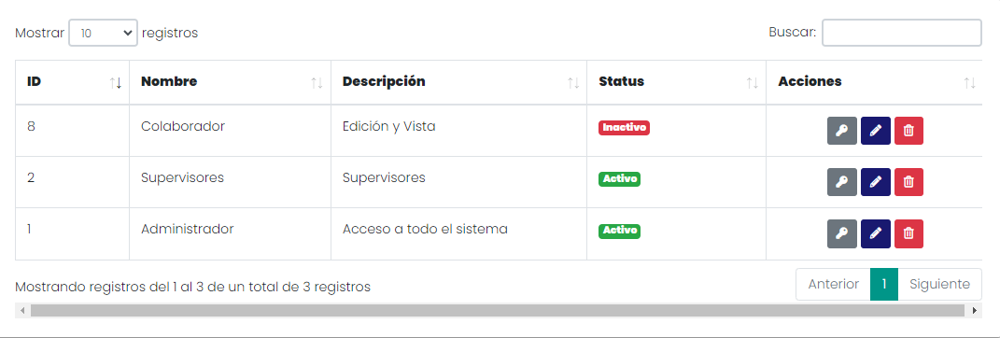 Mostrar 10 registros Buscar:
ID Nombre Descripción Status Acciones
8 Colaborador Edición y Vista Inactivo
2 Supervisores Supervisores Activo
1 Administrador Acceso a todo el sistema Activo
Mostrando registros del 1 al 3 de un total de 3 registros Anterior 1 Siguiente